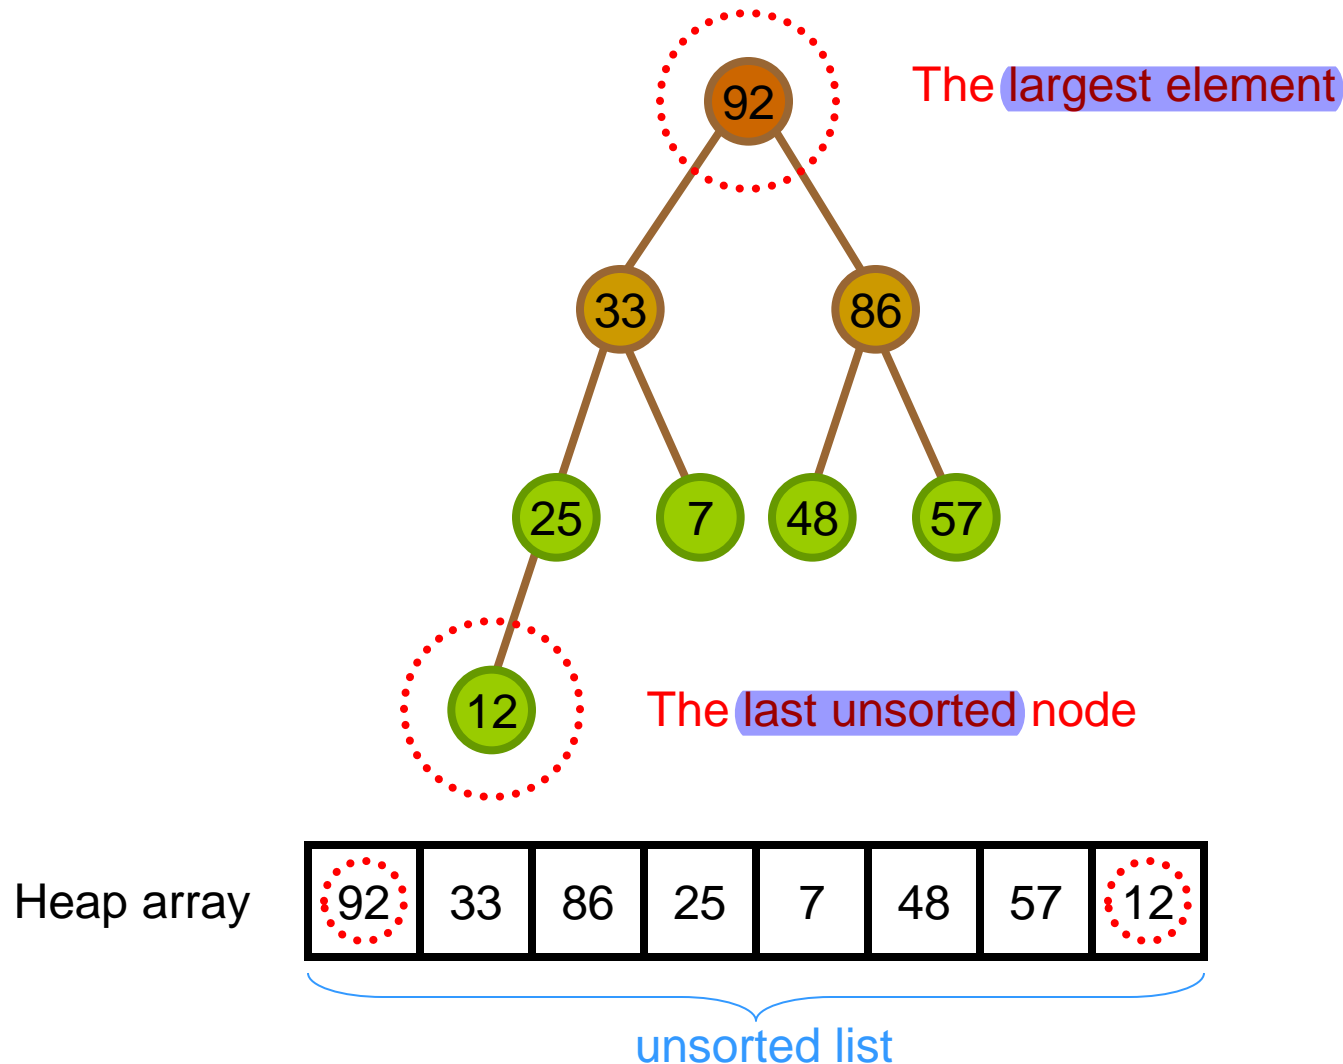 92
The largest element
33
86
25
7
48
57
12
The last unsorted node
Heap array 92 33 86 25 7 48 57 12
unsorted list